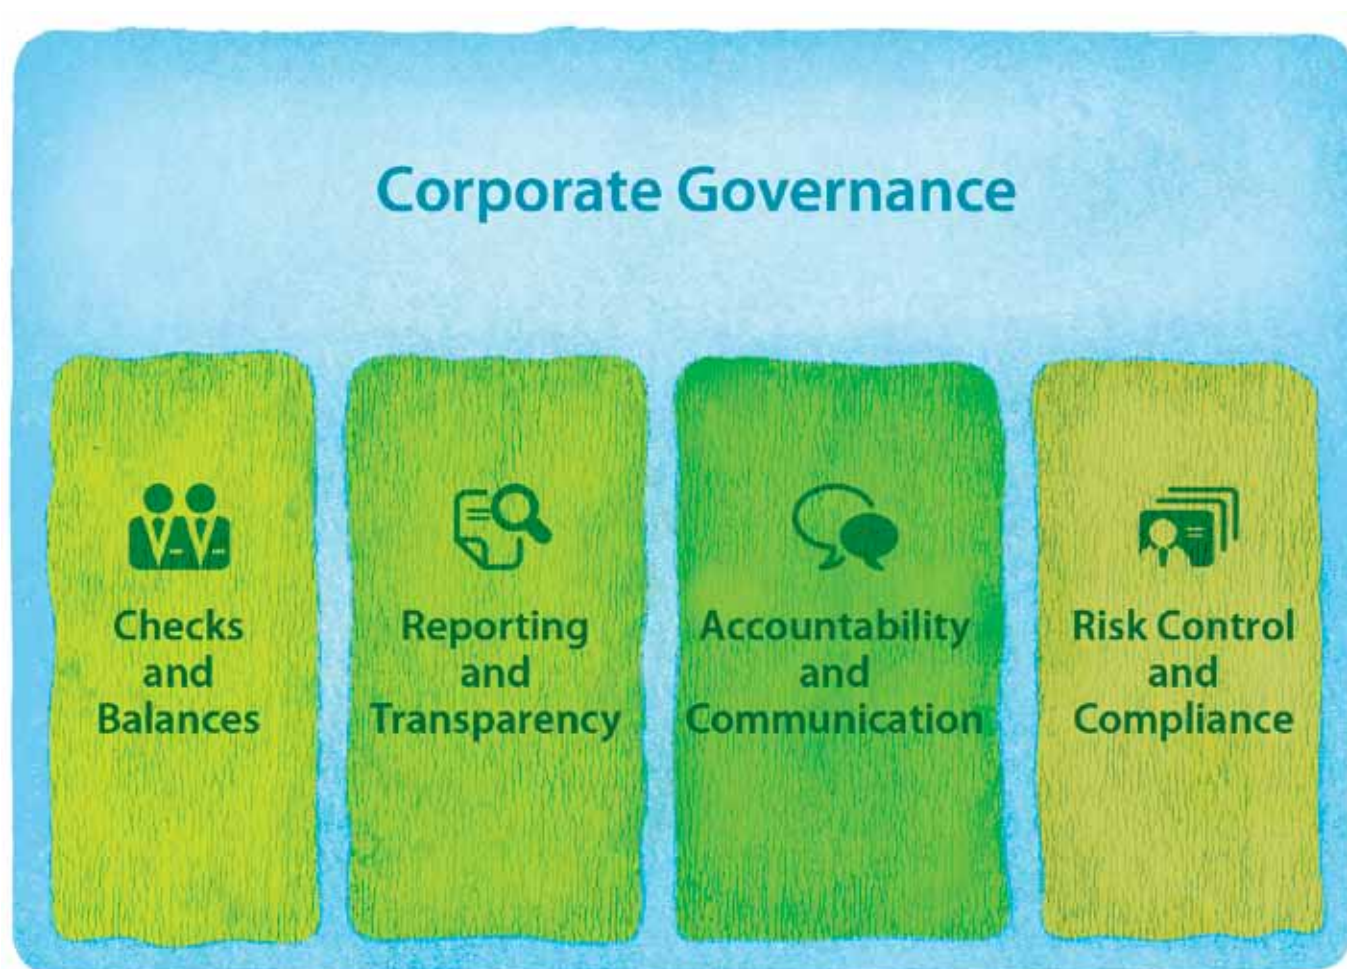 Corporate Governance
Checks
and
Balances
Reporting
and
Transparency
Accountability
and
Communication
Risk Control
and
Compliance